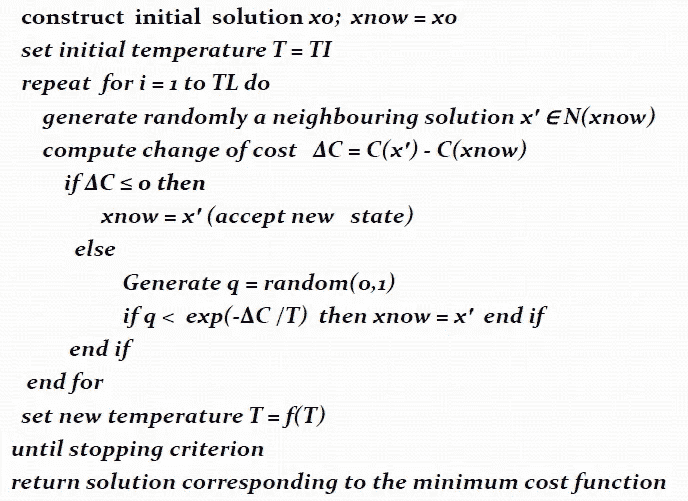 construct initial solution xo; xnow = xo
set initial temperature T = TI
repeat for i = 1 to TL do
generate randomly a neighbouring solution x' ∈ N(xnow)
compute change of cost ΔC = C(x') - C(xnow)
if ΔC ≤ 0 then
xnow = x' (accept new state)
else
Generate q = random(0,1)
if q < exp(-ΔC /T) then xnow = x' end if
end if
end for
set new temperature T = f(T)
until stopping criterion
return solution corresponding to the minimum cost function